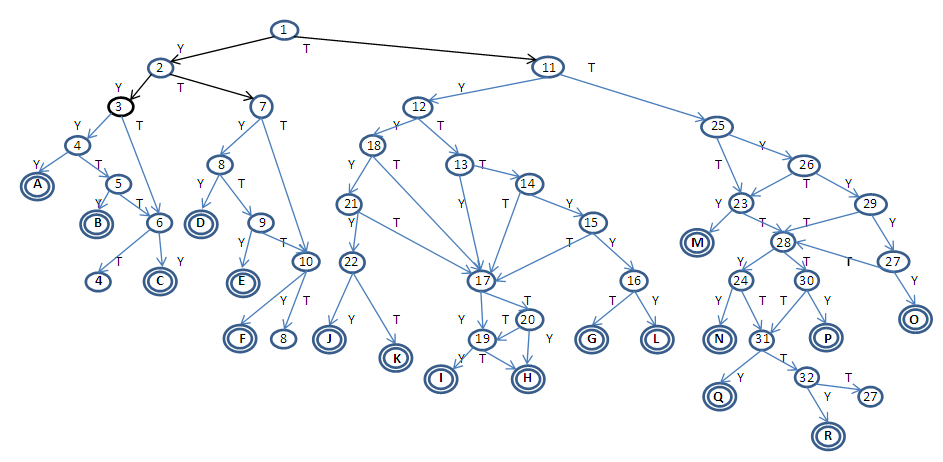 1
Y T
2 11
Y T Y T
3 7 12 25
Y T Y T Y T T Y
4 8 18 13 T 14 26
Y T Y T Y T Y T Y T Y
A 5 D 9 21 15 M 23 29
Y T Y T Y T T Y Y T T Y
B 6 E 10 22 17 16 28 27
T Y Y T Y T Y T T Y Y T T
4 C F 8 J K 19 20 G L 24 30 O
Y T T Y Y T T Y
I H N 31 P
Y T
Q 32 T 27
Y
R